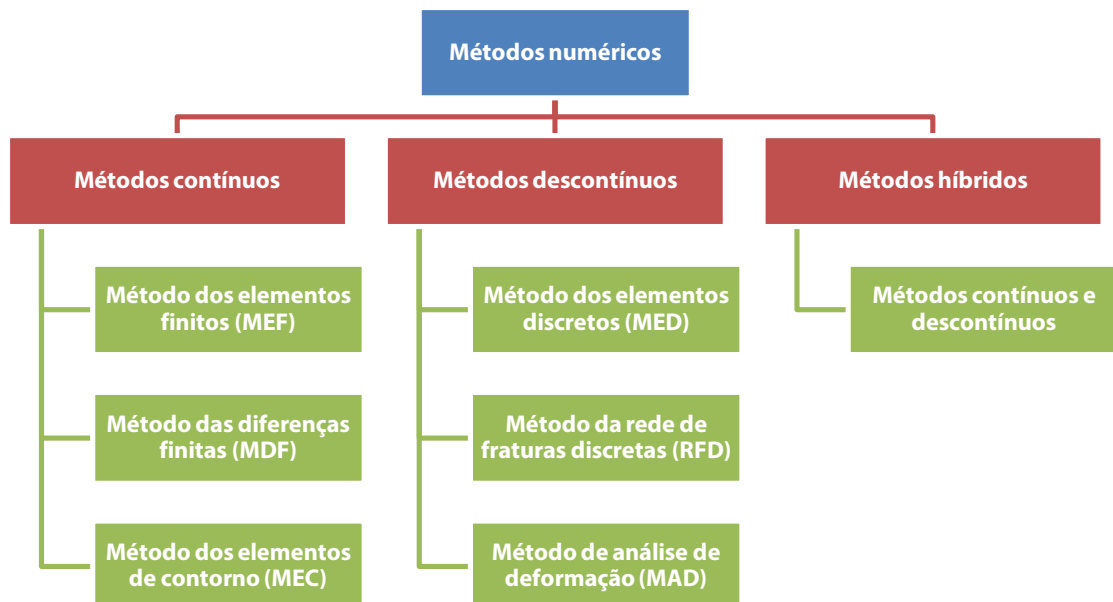 Métodos numéricos
Métodos contínuos
Método dos elementos
finitos (MEF)
Método das diferenças
finitas (MDF)
Método dos elementos
de contorno (MEC)
Métodos descontínuos
Método dos elementos
discretos (MED)
Método da rede de
fraturas discretas (RFD)
Método de análise de
deformação (MAD)
Métodos híbridos
Métodos contínuos e
descontínuos